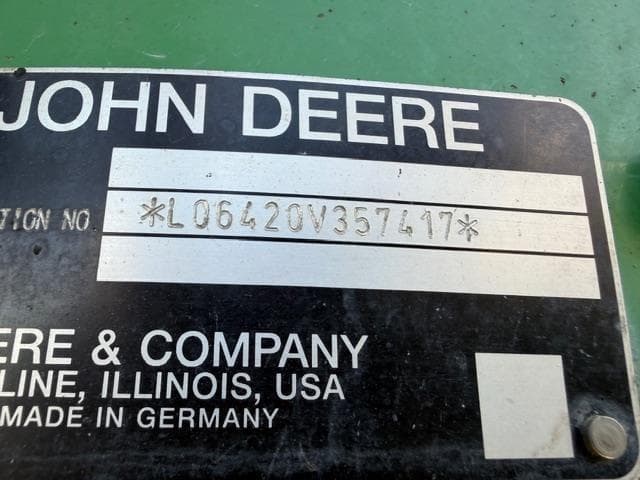 JOHN DEERE
TION NO *L06420V357417*
ERE & COMPANY
LINE, ILLINOIS, USA
MADE IN GERMANY